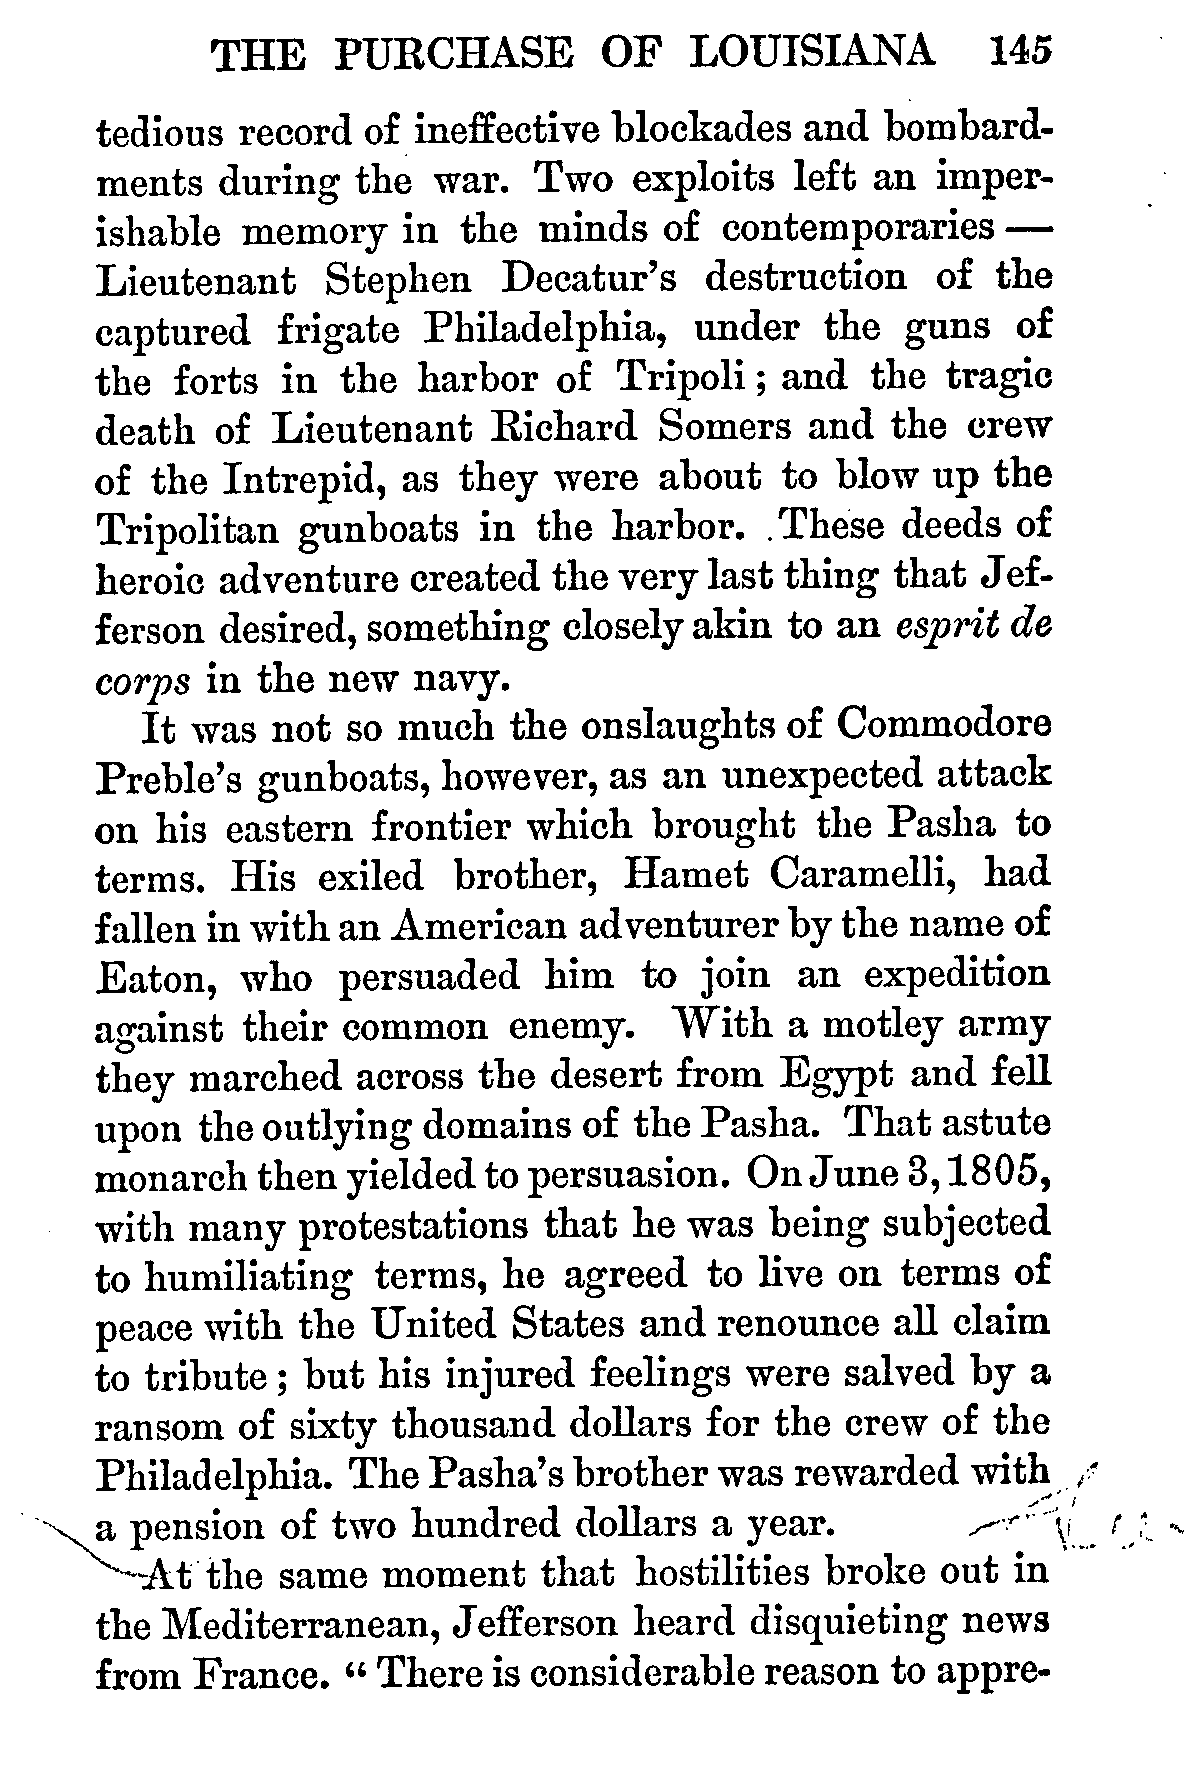 THE PURCHASE OF LOUISIANA 145
tedious record of ineffective blockades and bombard-
ments during the war. Two exploits left an imper-
ishable memory in the minds of contemporaries —
Lieutenant Stephen Decatur's destruction of the
captured frigate Philadelphia, under the guns of
the forts in the harbor of Tripoli; and the tragic
death of Lieutenant Richard Somers and the crew
of the Intrepid, as they were about to blow up the
Tripolitan gunboats in the harbor. These deeds of
heroic adventure created the very last thing that Jef-
ferson desired, something closely akin to an esprit de
corps in the new navy.
It was not so much the onslaughts of Commodore
Preble's gunboats, however, as an unexpected attack
on his eastern frontier which brought the Pasha to
terms. His exiled brother, Hamet Caramelli, had
fallen in with an American adventurer by the name of
Eaton, who persuaded him to join an expedition
against their common enemy. With a motley army
they marched across the desert from Egypt and fell
upon the outlying domains of the Pasha. That astute
monarch then yielded to persuasion. On June 3, 1805,
with many protestations that he was being subjected
to humiliating terms, he agreed to live on terms of
peace with the United States and renounce all claim
to tribute; but his injured feelings were salved by a
ransom of sixty thousand dollars for the crew of the
Philadelphia. The Pasha's brother was rewarded with
a pension of two hundred dollars a year.
At the same moment that hostilities broke out in
the Mediterranean, Jefferson heard disquieting news
from France. "There is considerable reason to appre-